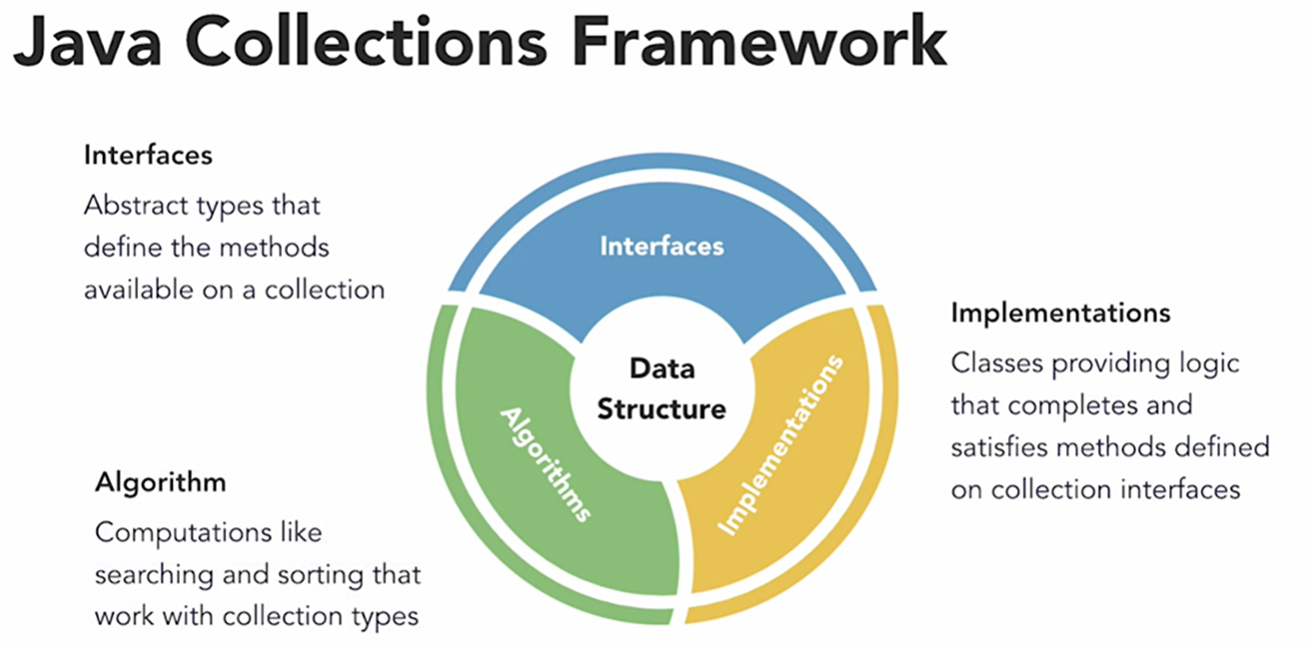 Java Collections Framework
Interfaces
Abstract types that
define the methods
available on a collection
Interfaces
Data
Structure
Algorithms
Implementations
Implementations
Classes providing logic
that completes and
satisfies methods defined
on collection interfaces
Algorithm
Computations like
searching and sorting that
work with collection types